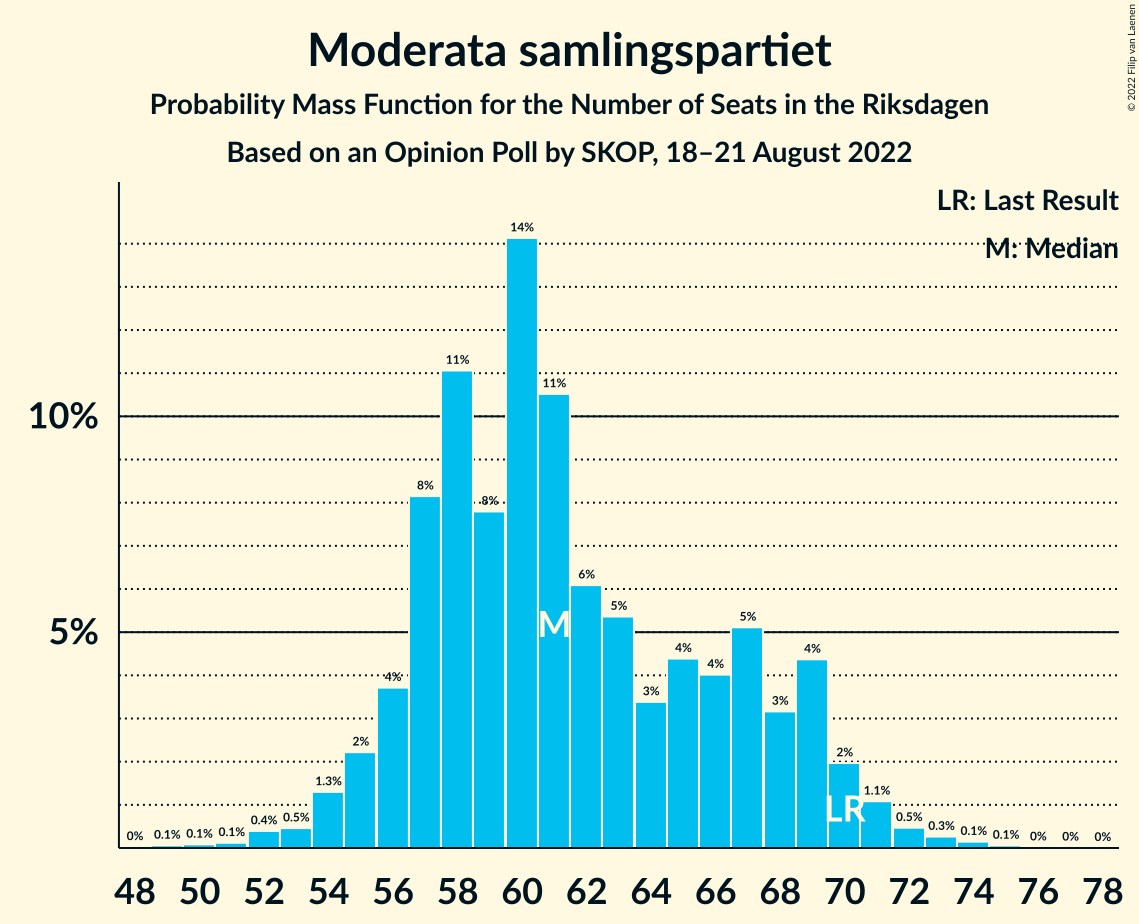 © 2022 Filip van Laenen
Moderata samlingspartiet
Probability Mass Function for the Number of Seats in the Riksdagen
Based on an Opinion Poll by SKOP, 18–21 August 2022
LR: Last Result
M: Median
10%
5%
0% 0.1% 0.1% 0.1% 0.4% 0.5% 1.3% 2% 4% 8% 11% 8% 14% 11% 6% 5% 3% 4% 4% 5% 3% 4% 2% 1.1% 0.5% 0.3% 0.1% 0.1% 0% 0% 0%
M
LR
48 50 52 54 56 58 60 62 64 66 68 70 72 74 76 78